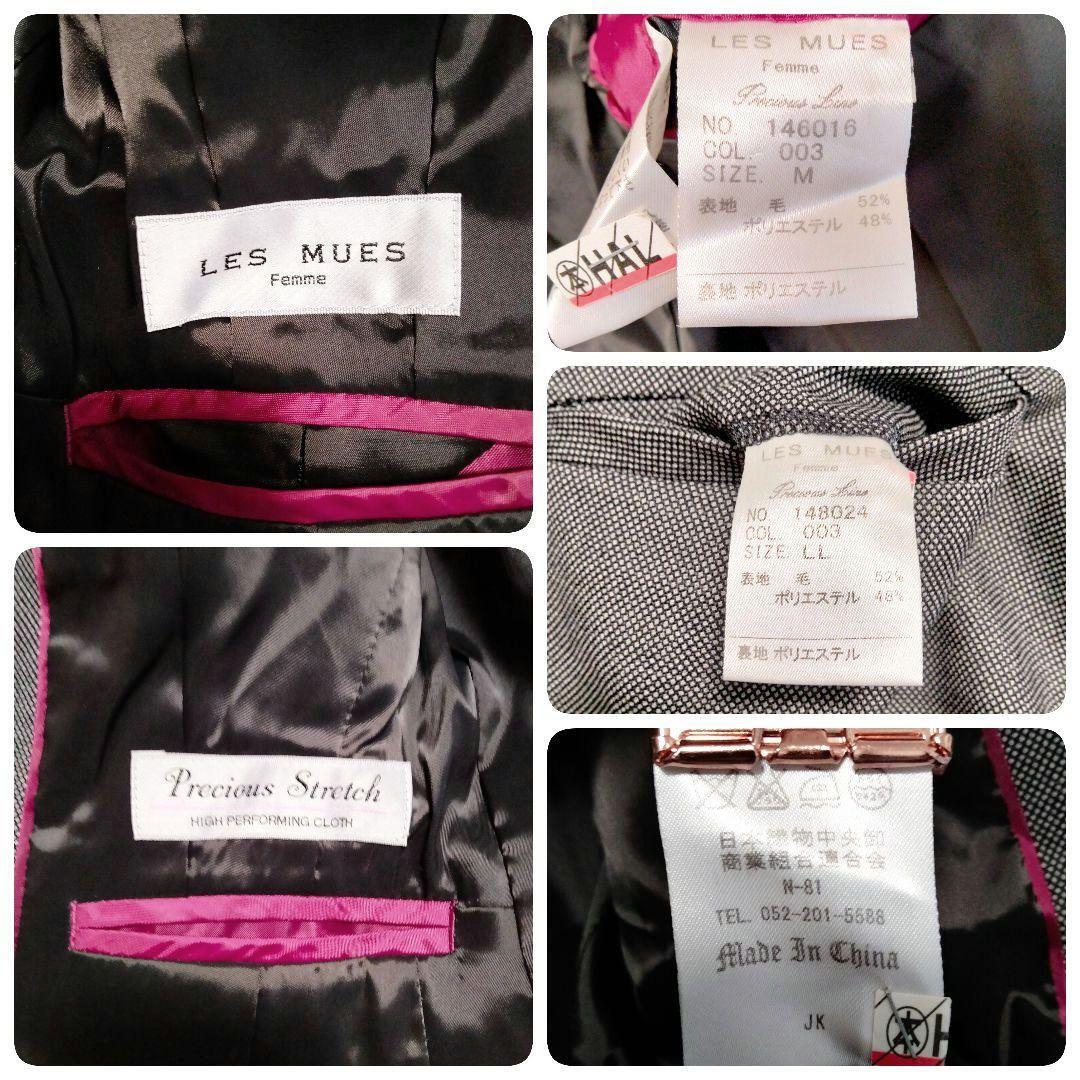 LES MUES
Femme
LES MUES
Femme
Precious Line
NO. 146016
COL. 003
SIZE. M
表地 毛 52%
ポリエステル 48%
裏地 ポリエステル
HAL
LES MUES
Femme
Precious Line
NO. 148024
COL. 003
SIZE LL
表地 毛 52%
ポリエステル 48%
裏地 ポリエステル
Precious Stretch
HIGH PERFORMING CLOTH
日本織物中央卸
商業組合連合会
N-81
TEL. 052-201-5588
Made In China
JK